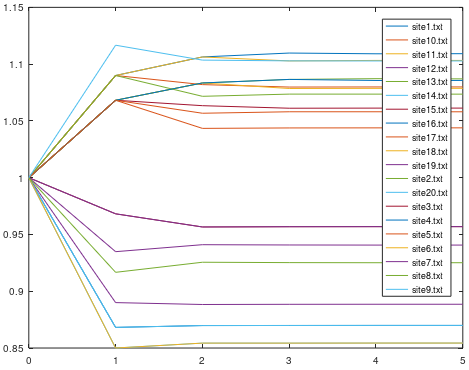 1.15
1.1
1.05
1
0.95
0.9
0.85
0
1
2
3
4
5
site1.txt
site10.txt
site11.txt
site12.txt
site13.txt
site14.txt
site15.txt
site16.txt
site17.txt
site18.txt
site19.txt
site2.txt
site20.txt
site3.txt
site4.txt
site5.txt
site6.txt
site7.txt
site8.txt
site9.txt